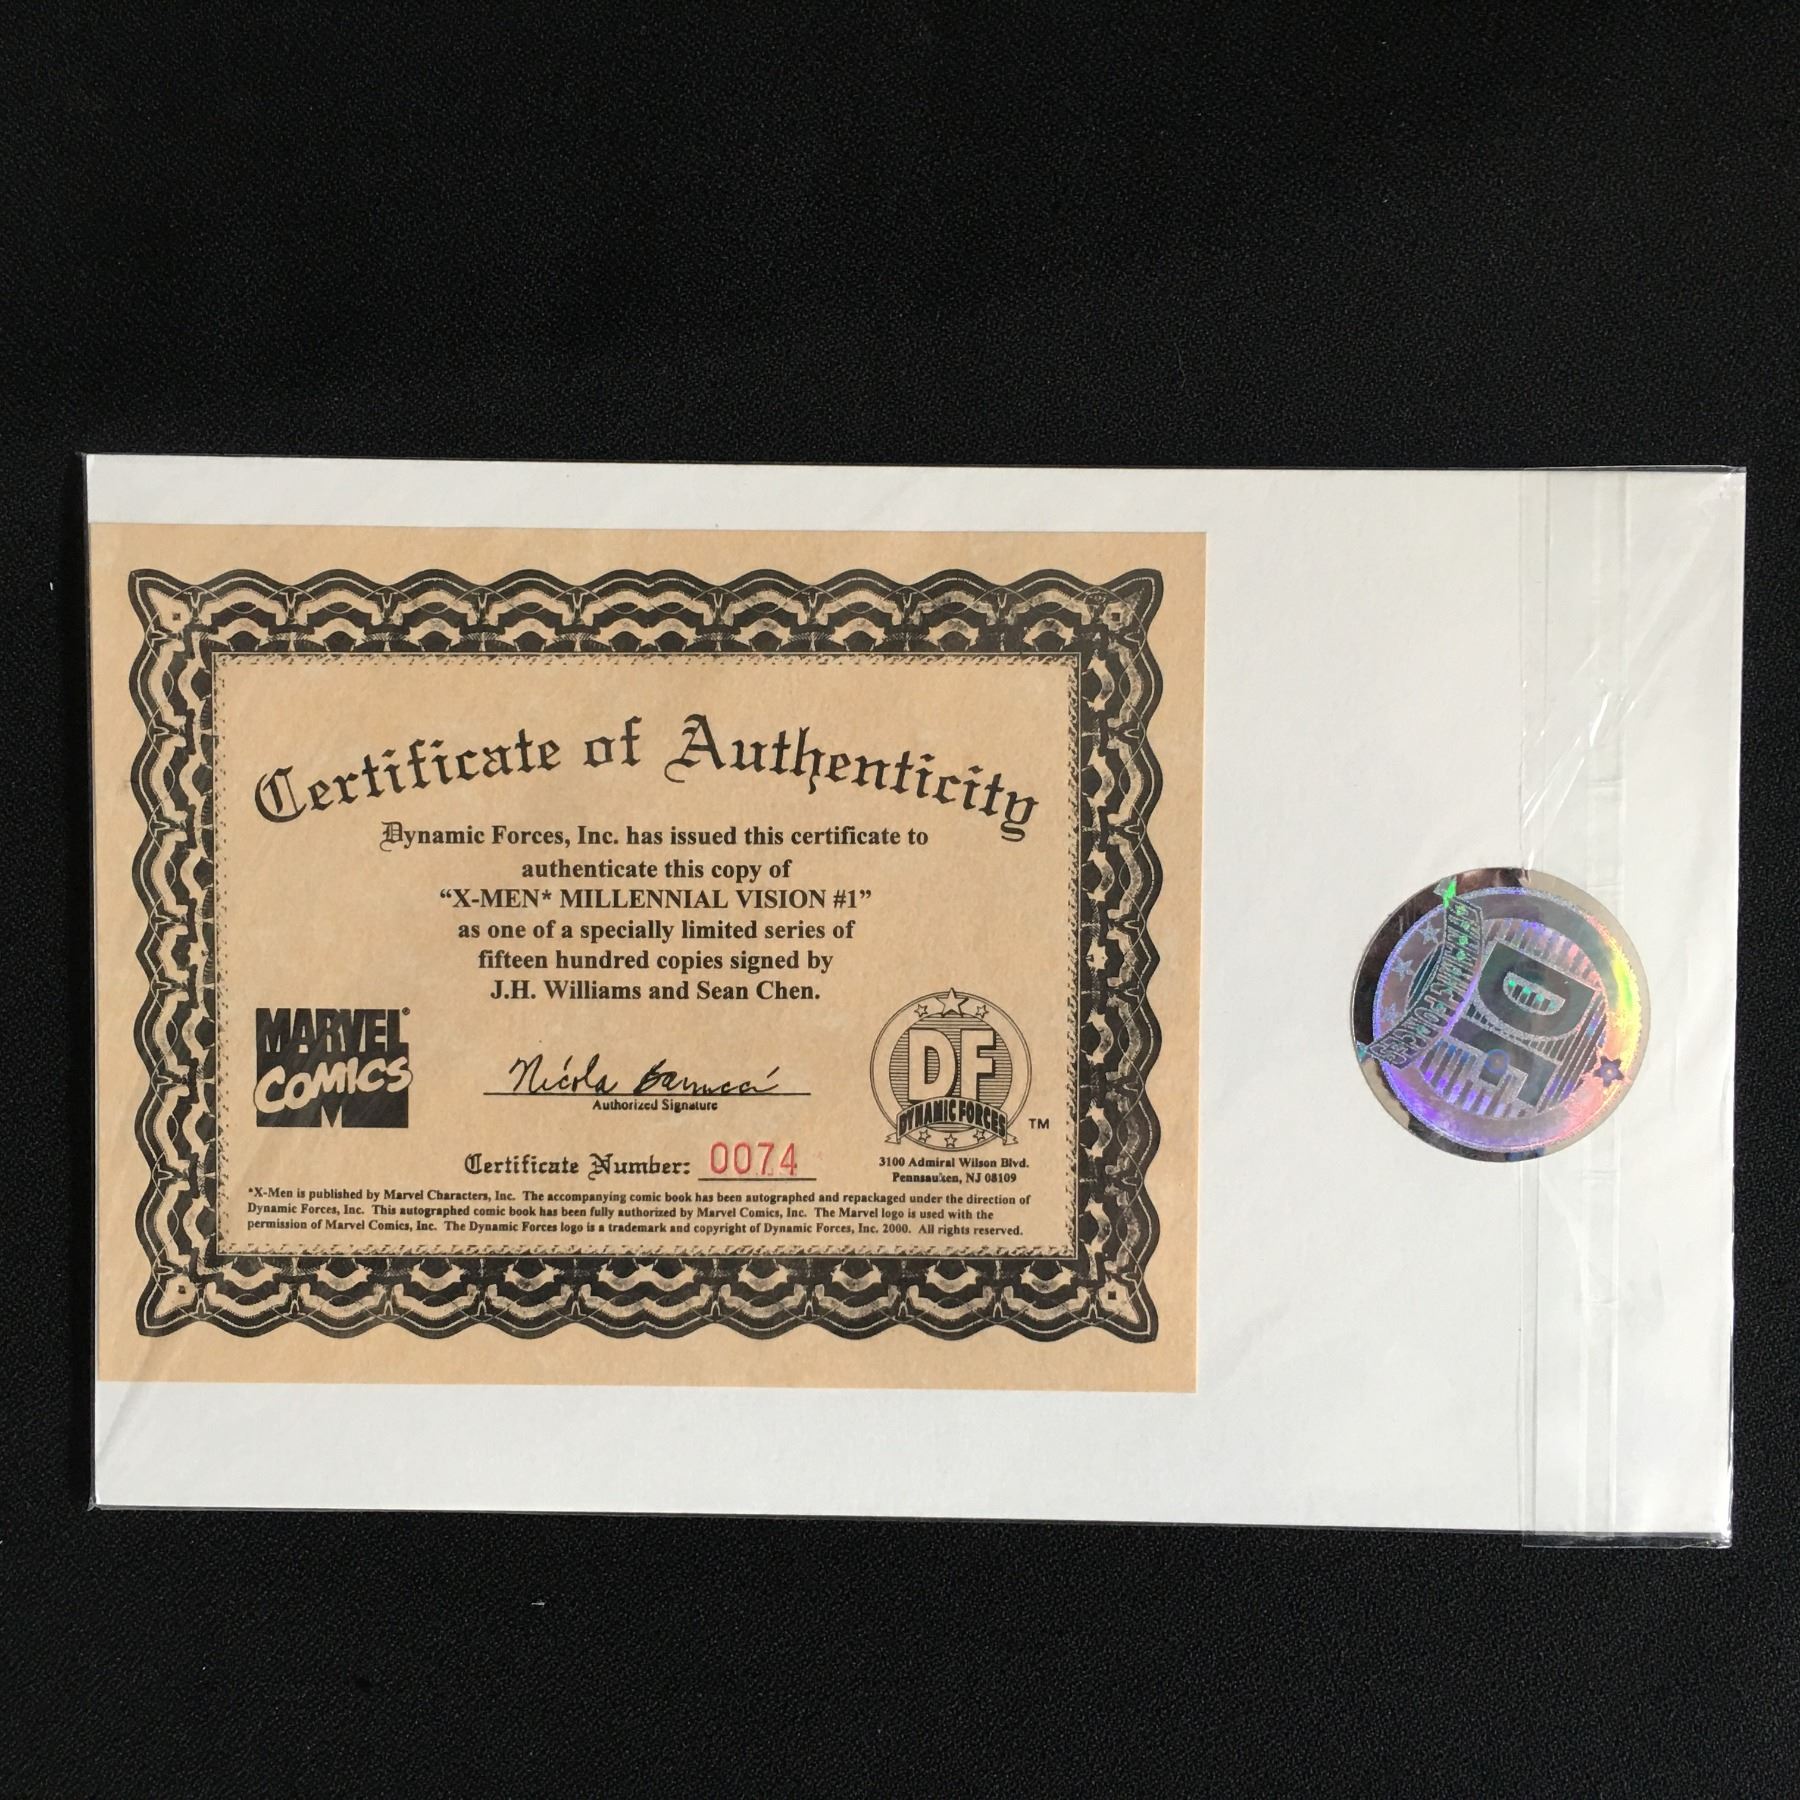 Certificate of Authenticity
Dynamic Forces, Inc. has issued this certificate to
authenticate this copy of
“X-MEN* MILLENNIAL VISION #1”
as one of a specially limited series of
fifteen hundred copies signed by
J.H. Williams and Sean Chen.
MARVEL®
COMICS
Nicola Barrucci
Authorized Signature
DF
DYNAMIC FORCES
TM
Certificate Number: 0074
3100 Admiral Wilson Blvd.
Pennsauken, NJ 08109
*X-Men is published by Marvel Characters, Inc. The accompanying comic book has been autographed and repackaged under the direction of
Dynamic Forces, Inc. This autographed comic book has been fully authorized by Marvel Comics, Inc. The Marvel logo is used with the
permission of Marvel Comics, Inc. The Dynamic Forces logo is a trademark and copyright of Dynamic Forces, Inc. 2000. All rights reserved.
DF
DYNAMIC FORCES